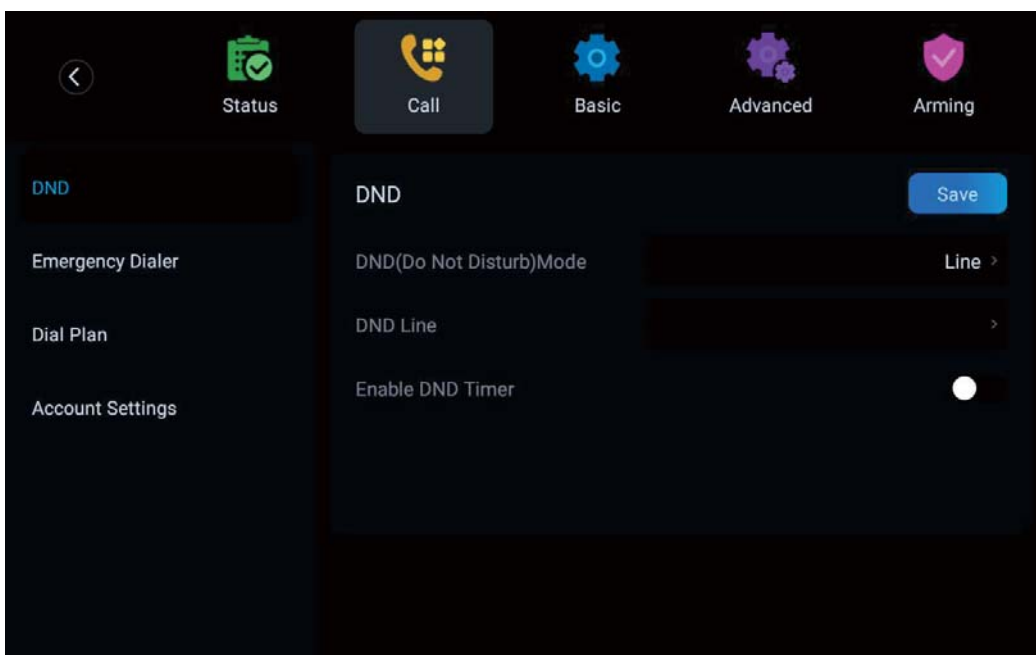 Status
Call
Basic
Advanced
Arming
DND
Emergency Dialer
Dial Plan
Account Settings
DND
Save
DND(Do Not Disturb)Mode
Line
DND Line
Enable DND Timer